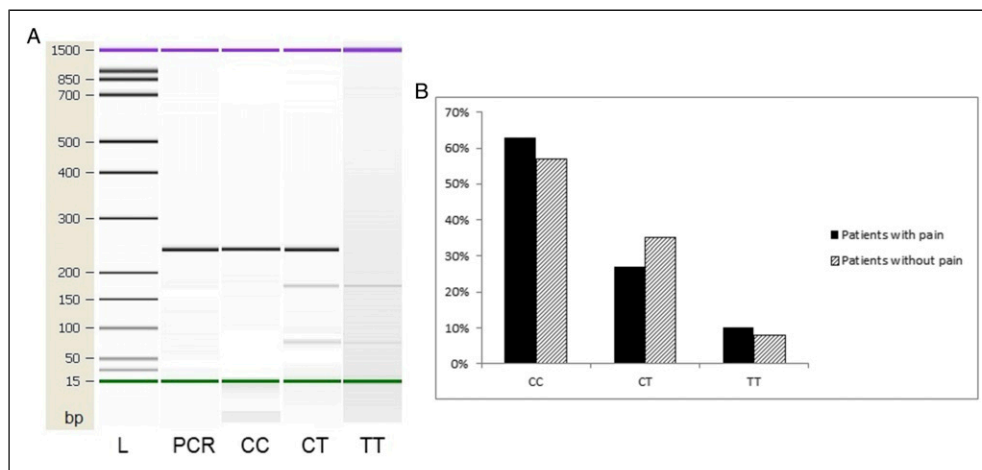 A
1500
850
700
500
400
300
200
150
100
50
15
bp
L PCR CC CT TT
B
70%
60%
50%
40%
30%
20%
10%
0%
CC CT TT
Patients with pain
Patients without pain